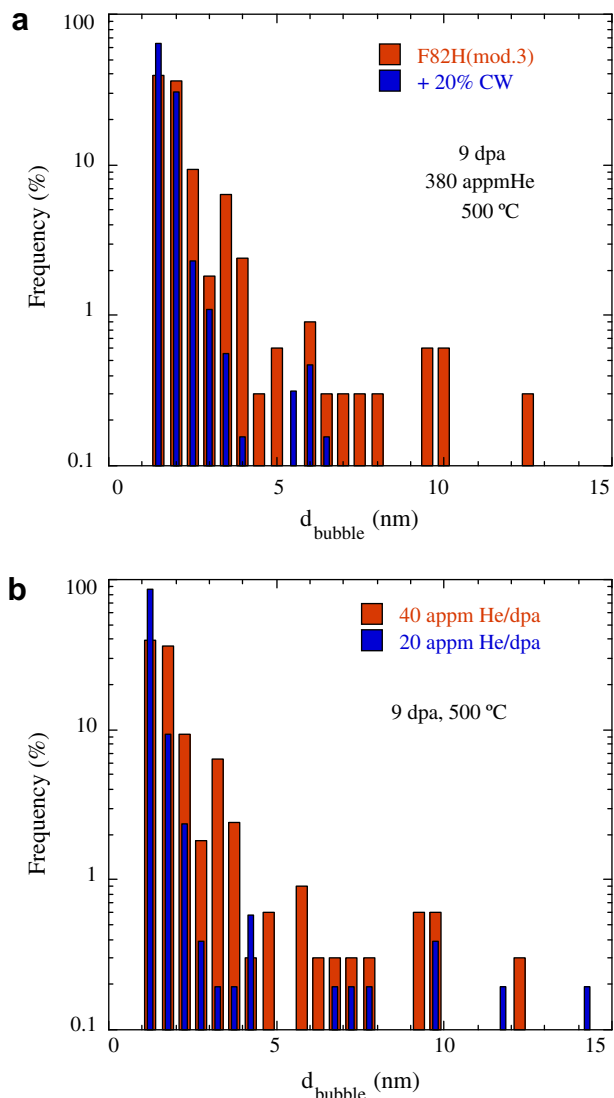 a
100
10
1
0.1
Frequency (%)
F82H(mod.3)
+ 20% CW
9 dpa
380 appmHe
500 ºC
0 5 10 15
d bubble (nm)
b
100
10
1
0.1
Frequency (%)
40 appm He/dpa
20 appm He/dpa
9 dpa, 500 ºC
0 5 10 15
d bubble (nm)